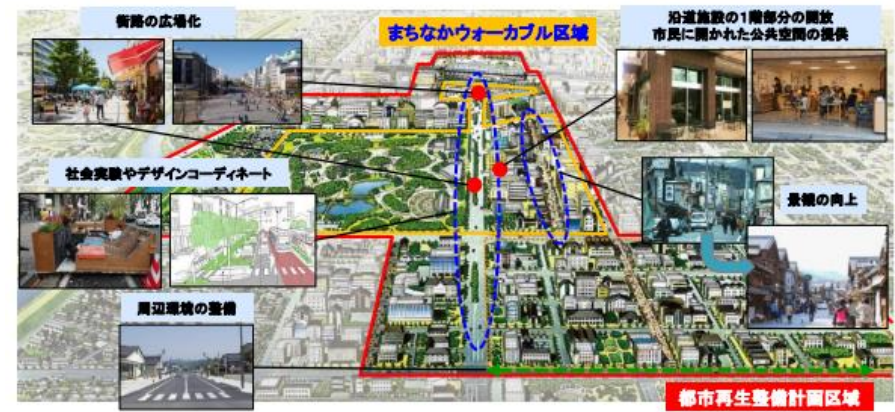 街路の広場化
まちなかウォーカブル区域
沿道施設の1階部分の開放
市民に開かれた公共空間の提供
社会実験やデザインコーディネート
景観の向上
周辺環境の整備
都市再生整備計画区域